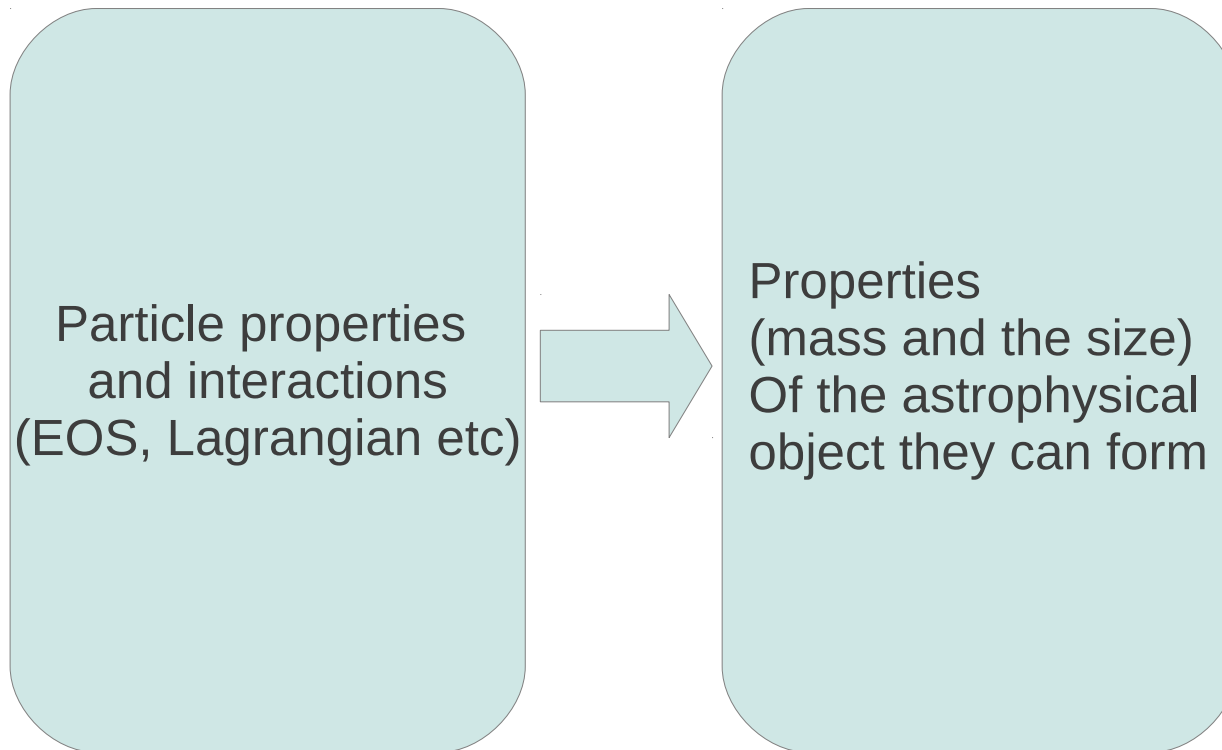 Particle properties
and interactions
(EOS, Lagrangian etc)
Properties
(mass and the size)
Of the astrophysical
object they can form